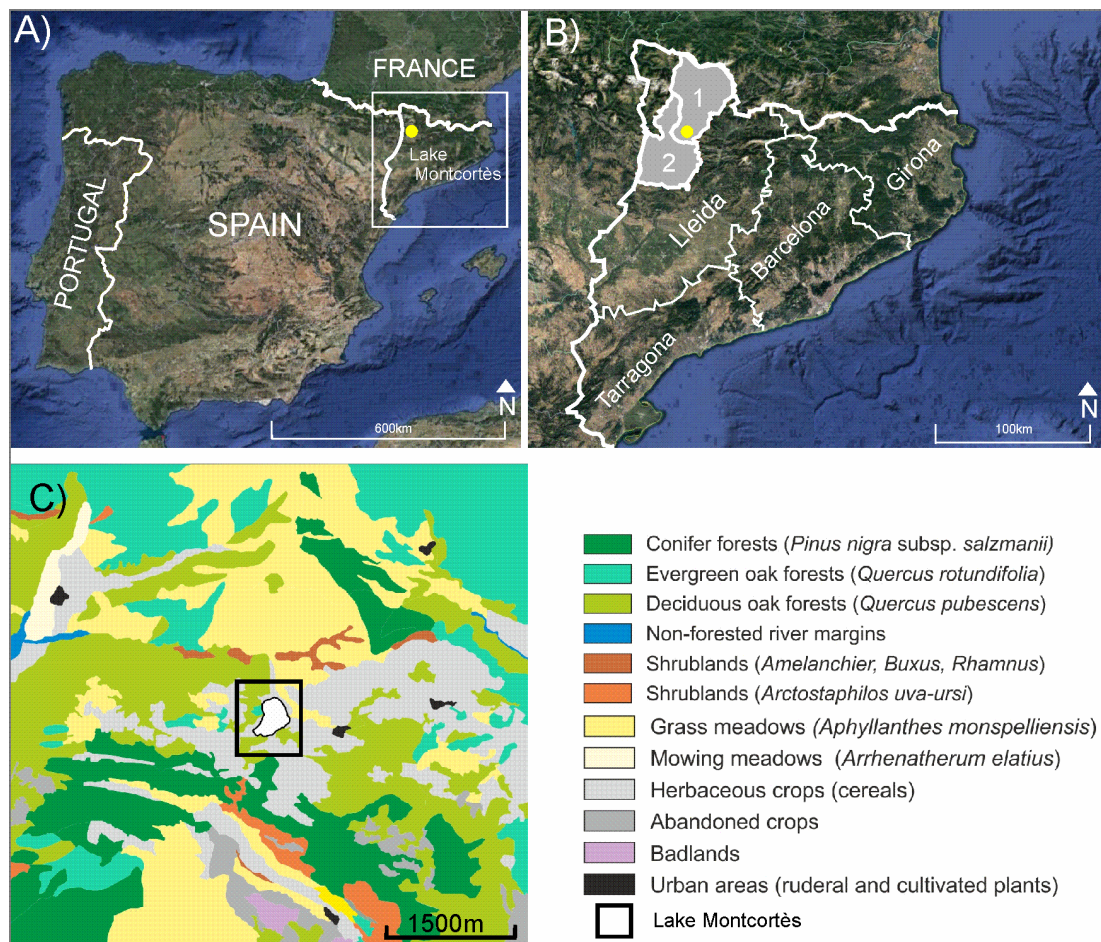 A)
FRANCE
Lake
Montcortès
PORTUGAL
SPAIN
N
600km
B)
1
2
Lleida
Barcelona
Girona
Tarragona
N
100km
C)
1500m
Conifer forests (Pinus nigra subsp. salzmanii)
Evergreen oak forests (Quercus rotundifolia)
Deciduous oak forests (Quercus pubescens)
Non-forested river margins
Shrublands (Amelanchier, Buxus, Rhamnus)
Shrublands (Arctostaphilos uva-ursi)
Grass meadows (Aphyllanthes monspelliensis)
Mowing meadows (Arrhenatherum elatius)
Herbaceous crops (cereals)
Abandoned crops
Badlands
Urban areas (ruderal and cultivated plants)
Lake Montcortès